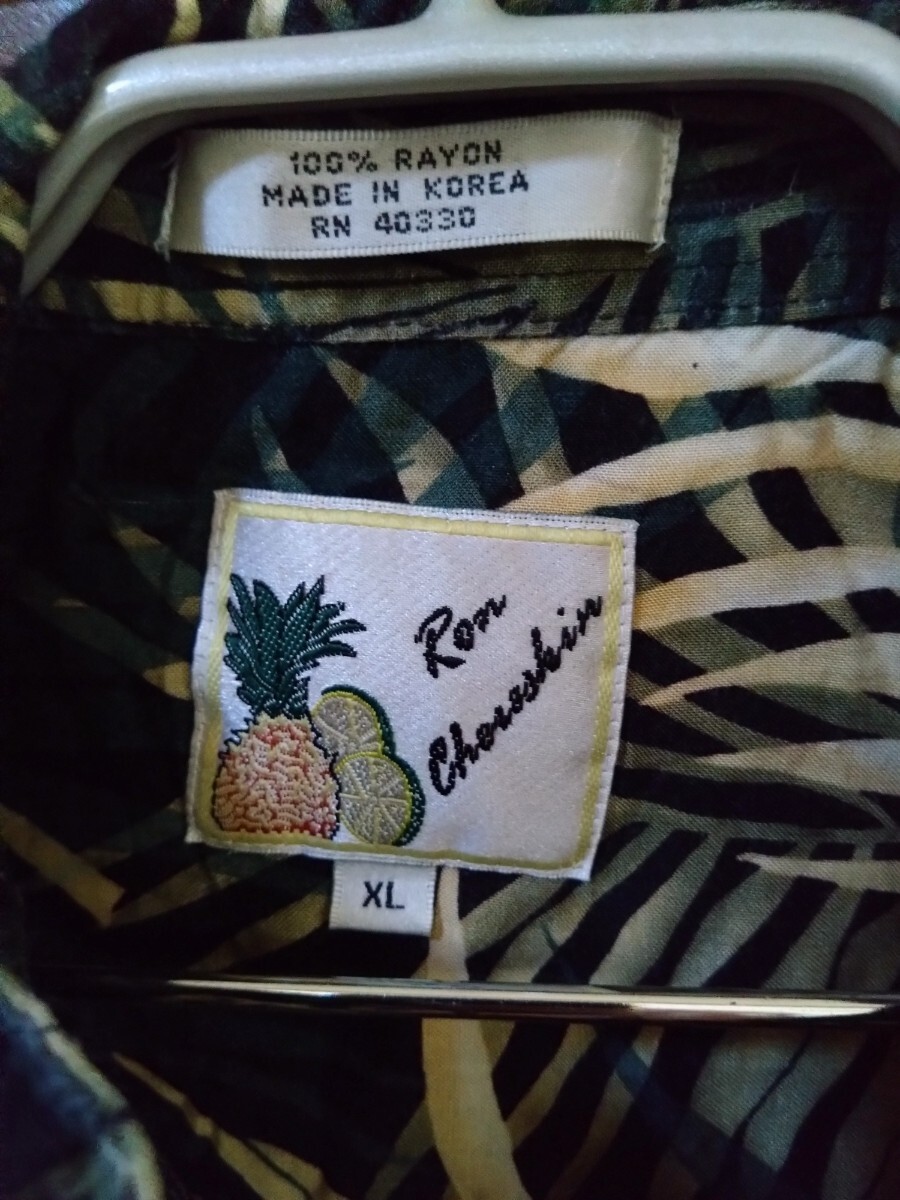 100% RAYON
MADE IN KOREA
RN 40330
Ron
Chereskin
XL